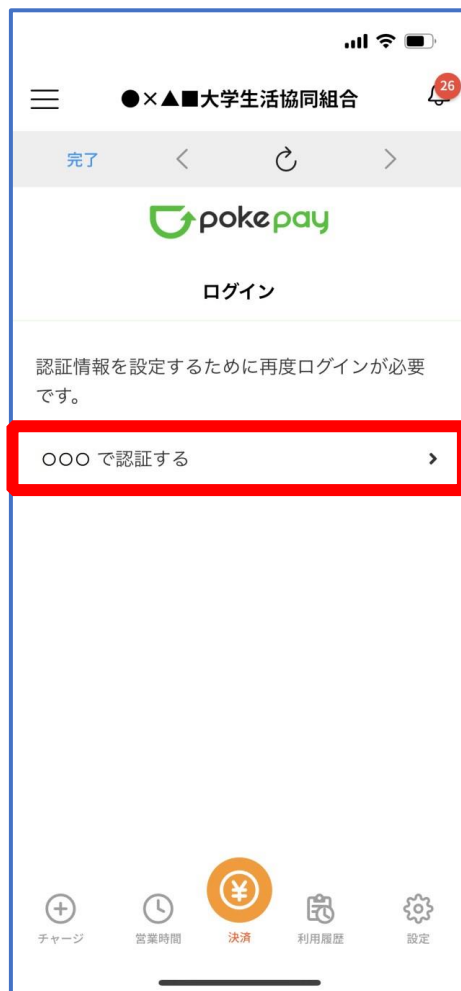 ●×▲■大学生活協同組合
26
完了
pokepay
ログイン
認証情報を設定するために再度ログインが必要
です。
○○○ で認証する
チャージ
営業時間
決済
利用履歴
設定